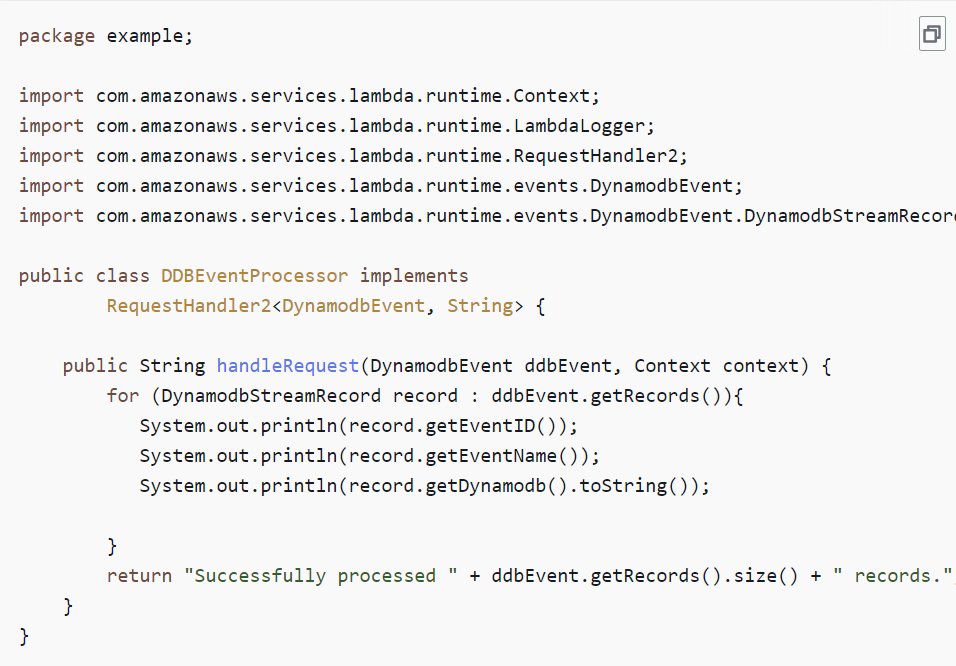 package example;

import com.amazonaws.services.lambda.runtime.Context;
import com.amazonaws.services.lambda.runtime.LambdaLogger;
import com.amazonaws.services.lambda.runtime.RequestHandler2;
import com.amazonaws.services.lambda.runtime.events.DynamodbEvent;
import com.amazonaws.services.lambda.runtime.events.DynamodbEvent.DynamodbStreamRecor

public class DDBEventProcessor implements
        RequestHandler2<DynamodbEvent, String> {

    public String handleRequest(DynamodbEvent ddbEvent, Context context) {
        for (DynamodbStreamRecord record : ddbEvent.getRecords()){
           System.out.println(record.getEventID());
           System.out.println(record.getEventName());
           System.out.println(record.getDynamodb().toString());

        }
        return "Successfully processed " + ddbEvent.getRecords().size() + " records."
    }
}